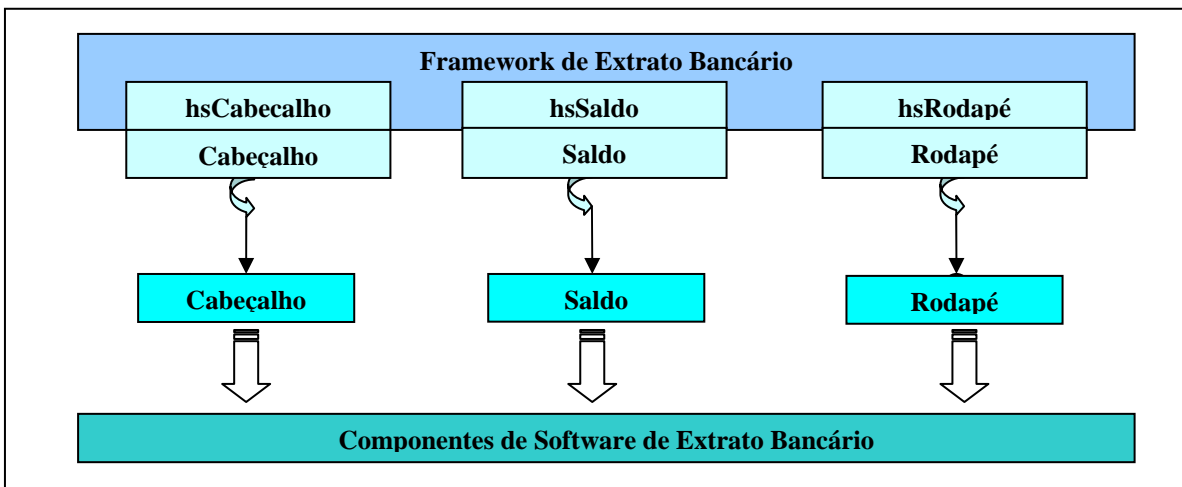 Framework de Extrato Bancário
hsCabecalho
hsSaldo
hsRodapé
Cabeçalho
Saldo
Rodapé
Cabeçalho
Saldo
Rodapé
Componentes de Software de Extrato Bancário